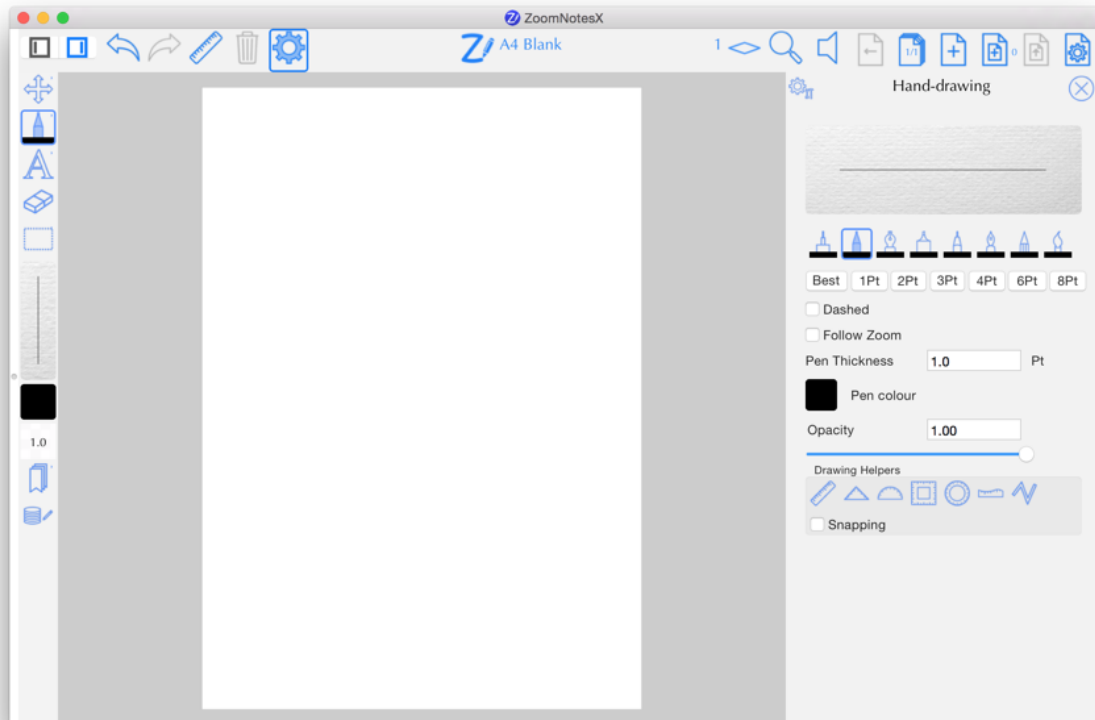 ZoomNotesX
A4 Blank
1
1/1
0
Hand-drawing
Best 1Pt 2Pt 3Pt 4Pt 6Pt 8Pt
Dashed
Follow Zoom
Pen Thickness 1.0 Pt
Pen colour
Opacity 1.00
Drawing Helpers
Snapping
1.0